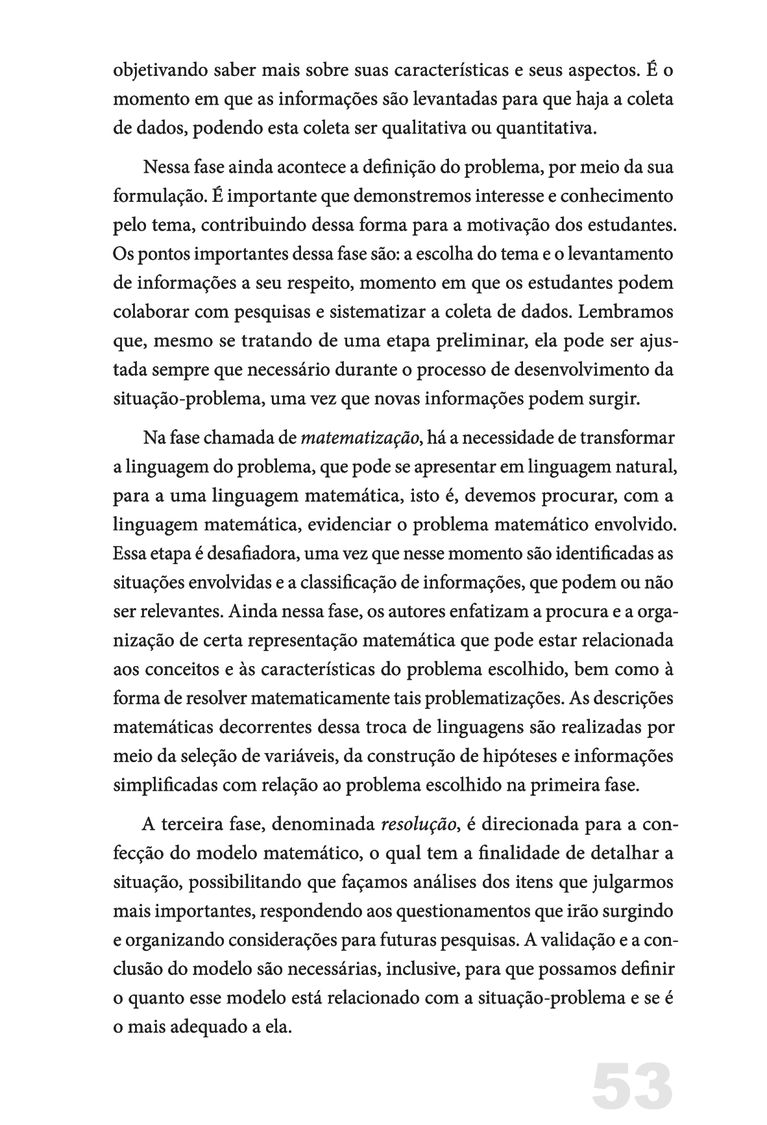 objetivando saber mais sobre suas características e seus aspectos. É o
momento em que as informações são levantadas para que haja a coleta
de dados, podendo esta coleta ser qualitativa ou quantitativa.
Nessa fase ainda acontece a definição do problema, por meio da sua
formulação. É importante que demonstremos interesse e conhecimento
pelo tema, contribuindo dessa forma para a motivação dos estudantes.
Os pontos importantes dessa fase são: a escolha do tema e o levantamento
de informações a seu respeito, momento em que os estudantes podem
colaborar com pesquisas e sistematizar a coleta de dados. Lembramos
que, mesmo se tratando de uma etapa preliminar, ela pode ser ajus-
tada sempre que necessário durante o processo de desenvolvimento da
situação-problema, uma vez que novas informações podem surgir.
Na fase chamada de matematização, há a necessidade de transformar
a linguagem do problema, que pode se apresentar em linguagem natural,
para a uma linguagem matemática, isto é, devemos procurar, com a
linguagem matemática, evidenciar o problema matemático envolvido.
Essa etapa é desafiadora, uma vez que nesse momento são identificadas as
situações envolvidas e a classificação de informações, que podem ou não
ser relevantes. Ainda nessa fase, os autores enfatizam a procura e a orga-
nização de certa representação matemática que pode estar relacionada
aos conceitos e às características do problema escolhido, bem como à
forma de resolver matematicamente tais problematizações. As descrições
matemáticas decorrentes dessa troca de linguagens são realizadas por
meio da seleção de variáveis, da construção de hipóteses e informações
simplificadas com relação ao problema escolhido na primeira fase.
A terceira fase, denominada resolução, é direcionada para a con-
fecção do modelo matemático, o qual tem a finalidade de detalhar a
situação, possibilitando que façamos análises dos itens que julgarmos
mais importantes, respondendo aos questionamentos que irão surgindo
e organizando considerações para futuras pesquisas. A validação e a con-
clusão do modelo são necessárias, inclusive, para que possamos definir
o quanto esse modelo está relacionado com a situação-problema e se é
o mais adequado a ela.
53